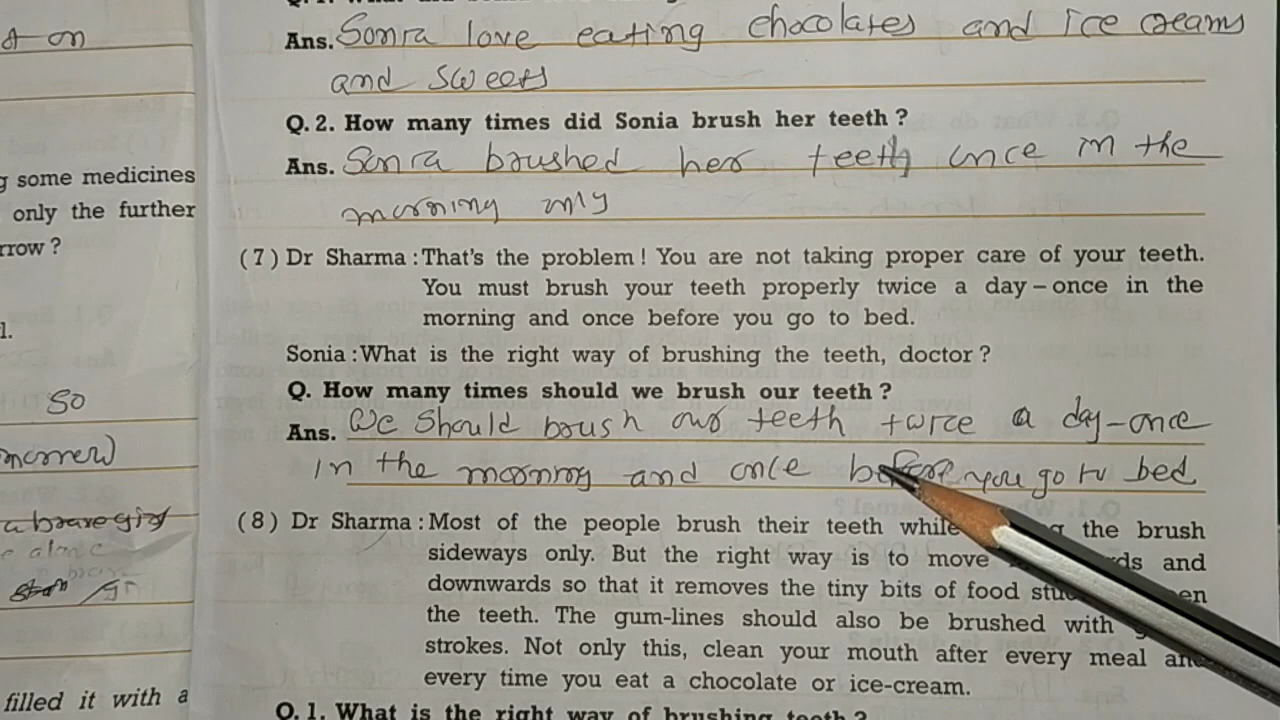 Ans. Sonia love eating chocolates and ice creams
and sweets
Q. 2. How many times did Sonia brush her teeth ?
Ans. Sonia brushed her teeth once in the
morning only
( 7 ) Dr Sharma : That's the problem ! You are not taking proper care of your teeth.
You must brush your teeth properly twice a day – once in the
morning and once before you go to bed.
Sonia : What is the right way of brushing the teeth, doctor ?
Q. How many times should we brush our teeth ?
Ans. We should brush our teeth twice a day-once
in the morning and once before you go to bed
( 8 ) Dr Sharma : Most of the people brush their teeth while the brush
sideways only. But the right way is to move and
downwards so that it removes the tiny bits of food
the teeth. The gum-lines should also be brushed with
strokes. Not only this, clean your mouth after every meal and
every time you eat a chocolate or ice-cream.
Q. 1. What is the right way of brushing teeth ?
on
some medicines
only the further
so
filled it with a